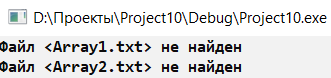 D:\Проекты\Project10\Debug\Project10.exe
Файл <Array1.txt> не найден
Файл <Array2.txt> не найден